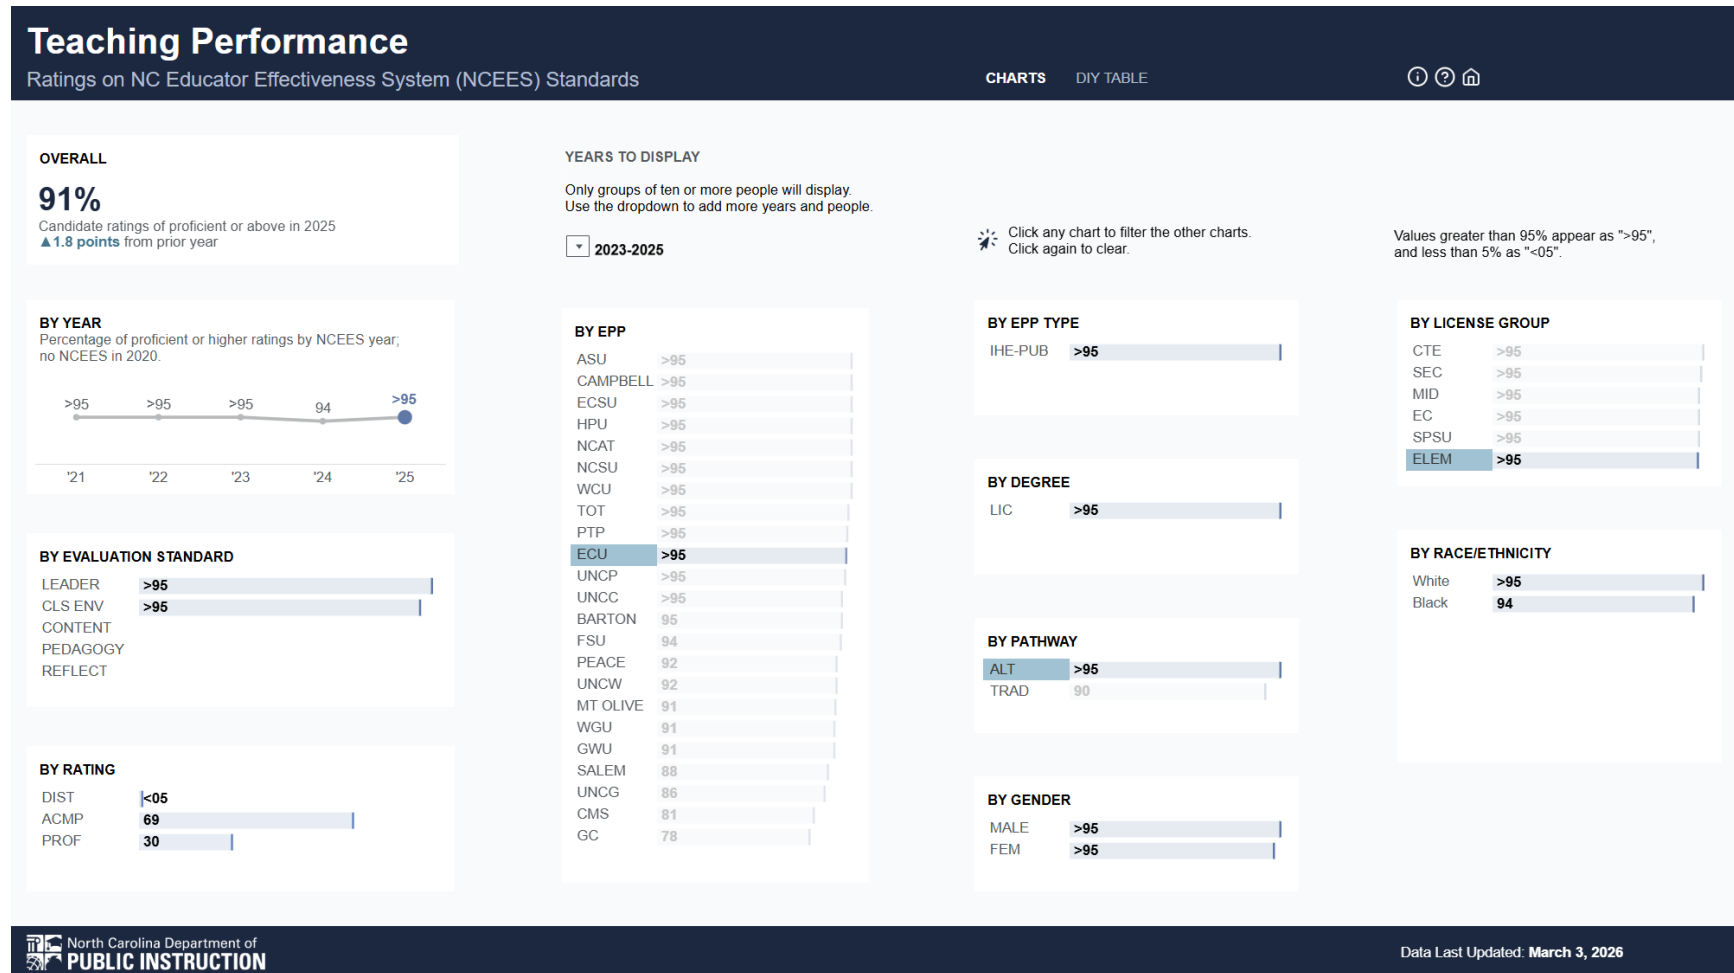 Teaching Performance
Ratings on NC Educator Effectiveness System (NCEES) Standards
CHARTS
DIY TABLE
OVERALL
91%
Candidate ratings of proficient or above in 2025
▲1.8 points from prior year
YEARS TO DISPLAY
Only groups of ten or more people will display.
Use the dropdown to add more years and people.
2023-2025
Click any chart to filter the other charts.
Click again to clear.
Values greater than 95% appear as ">95",
and less than 5% as "<05".
BY YEAR
Percentage of proficient or higher ratings by NCEES year;
no NCEES in 2020.
>95 >95 >95 94 >95
'21 '22 '23 '24 '25
BY EVALUATION STANDARD
LEADER >95
CLS ENV >95
CONTENT
PEDAGOGY
REFLECT
BY RATING
DIST <05
ACMP 69
PROF 30
BY EPP
ASU >95
CAMPBELL >95
ECSU >95
HPU >95
NCAT >95
NCSU >95
WCU >95
TOT >95
PTP >95
ECU >95
UNCP >95
UNCC >95
BARTON 95
FSU 94
PEACE 92
UNCW 92
MT OLIVE 91
WGU 91
GWU 91
SALEM 88
UNCG 86
CMS 81
GC 78
BY EPP TYPE
IHE-PUB >95
BY DEGREE
LIC >95
BY PATHWAY
ALT >95
TRAD 90
BY GENDER
MALE >95
FEM >95
BY LICENSE GROUP
CTE >95
SEC >95
MID >95
EC >95
SPSU >95
ELEM >95
BY RACE/ETHNICITY
White >95
Black 94
North Carolina Department of
PUBLIC INSTRUCTION
Data Last Updated: March 3, 2026